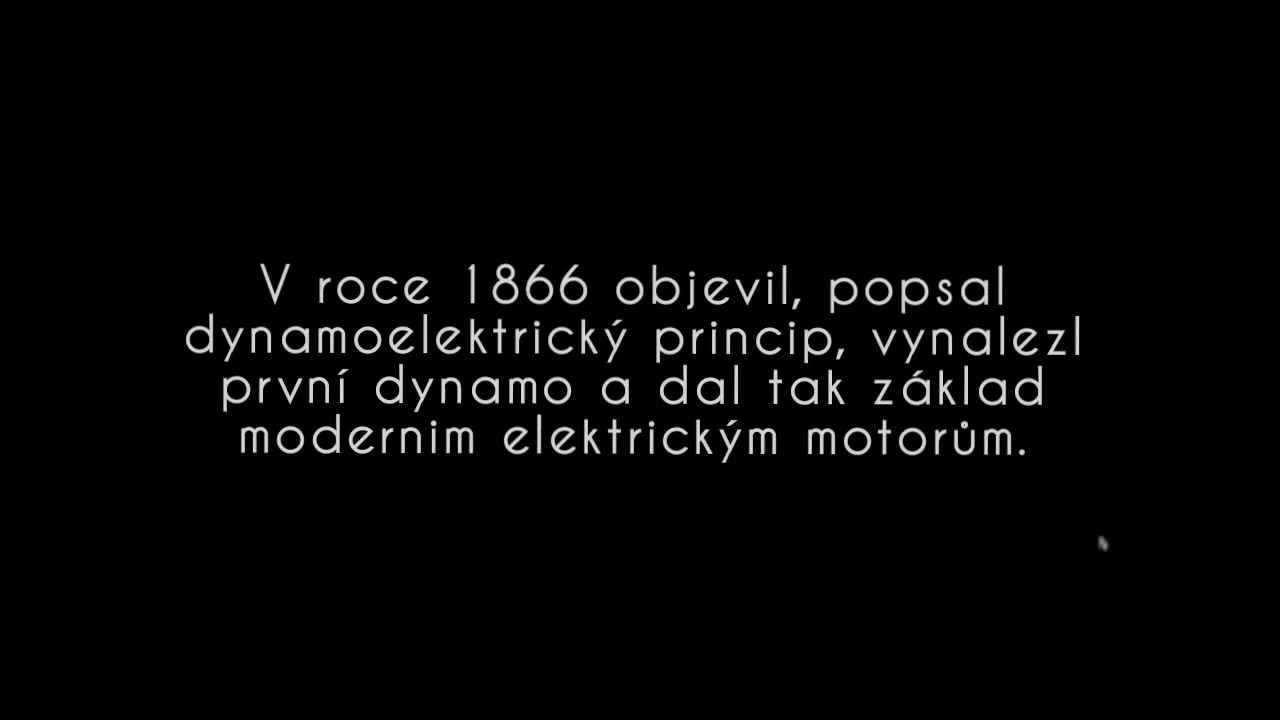 V roce 1866 objevil, popsal
dynamoelektrický princip, vynalezl
první dynamo a dal tak základ
modernim elektrickým motorům.